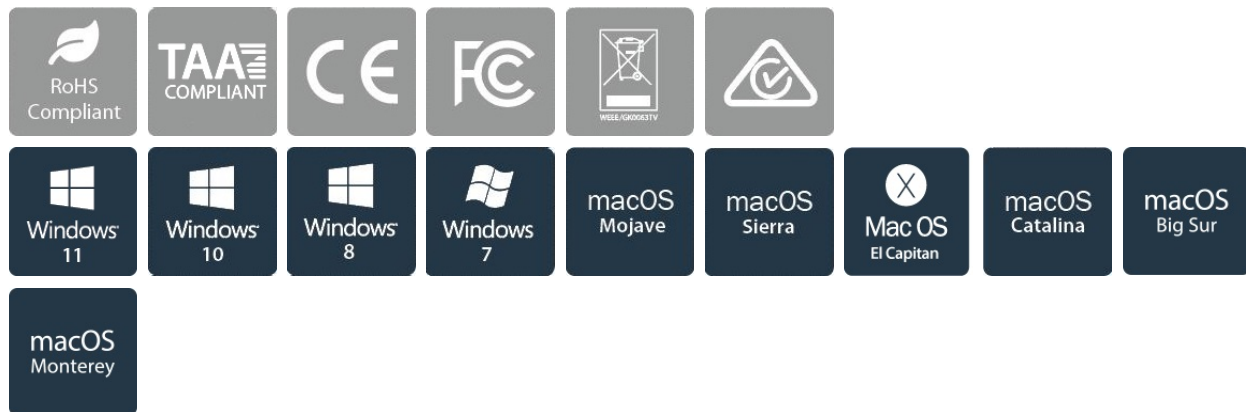 RoHS
Compliant
TAA
COMPLIANT
CE
FC
WEEE/GK0063TV
Windows
11
Windows
10
Windows
8
Windows
7
macOS
Mojave
macOS
Sierra
X
Mac OS
El Capitan
macOS
Catalina
macOS
Big Sur
macOS
Monterey